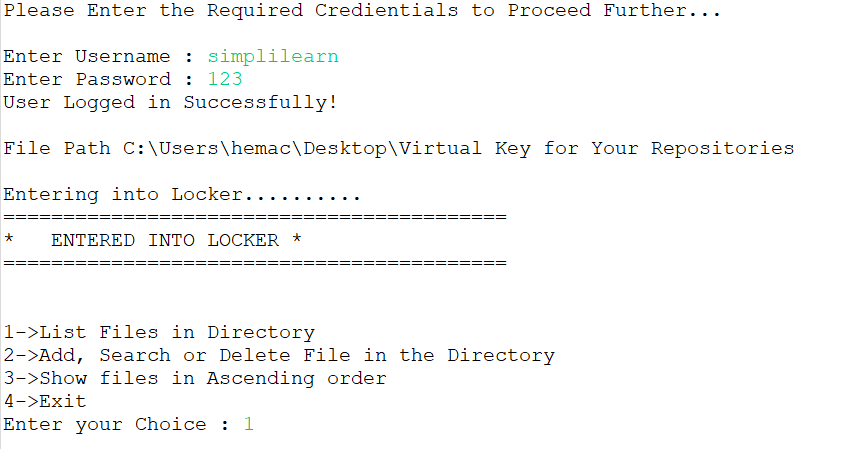 Please Enter the Required Credentials to Proceed Further...
Enter Username : simplilearn
Enter Password : 123
User Logged in Successfully!
File Path C:\Users\hemac\Desktop\Virtual Key for Your Repositories
Entering into Locker..........
==========================================
*   ENTERED INTO LOCKER *
==========================================
1->List Files in Directory
2->Add, Search or Delete File in the Directory
3->Show files in Ascending order
4->Exit
Enter your Choice : 1